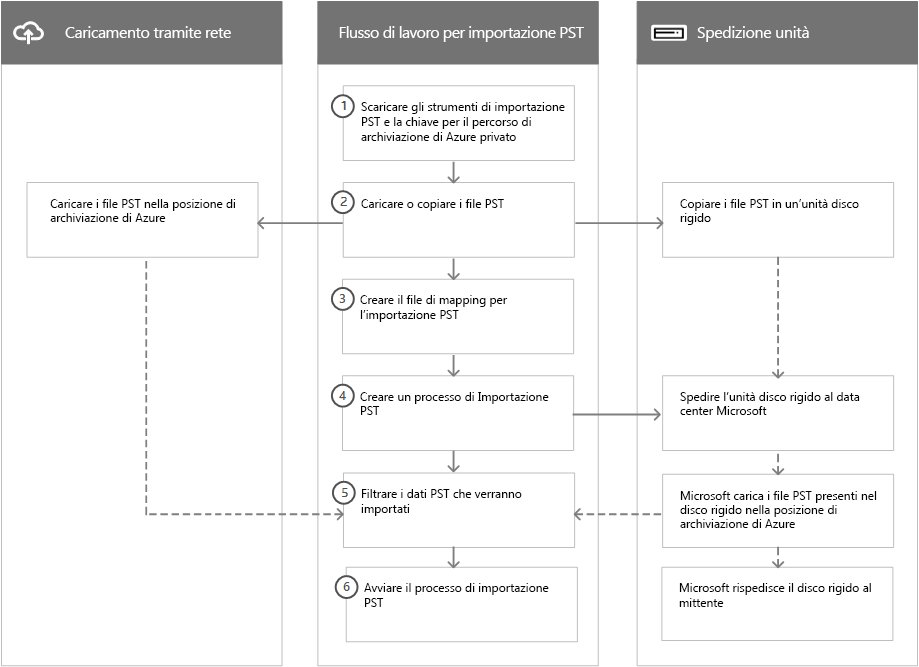 Caricamento tramite rete
Flusso di lavoro per importazione PST
Spedizione unità
1
Scaricare gli strumenti di importazione
PST e la chiave per il percorso di
archiviazione di Azure privato
Caricare i file PST nella posizione di
archiviazione di Azure
2
Caricare o copiare i file PST
Copiare i file PST in un'unità disco
rigido
3
Creare il file di mapping per
l'importazione PST
4
Creare un processo di Importazione
PST
Spedire l'unità disco rigido al data
center Microsoft
5
Filtrare i dati PST che verranno
importati
Microsoft carica i file PST presenti nel
disco rigido nella posizione di
archiviazione di Azure
6
Avviare il processo di importazione
PST
Microsoft rispedisce il disco rigido al
mittente